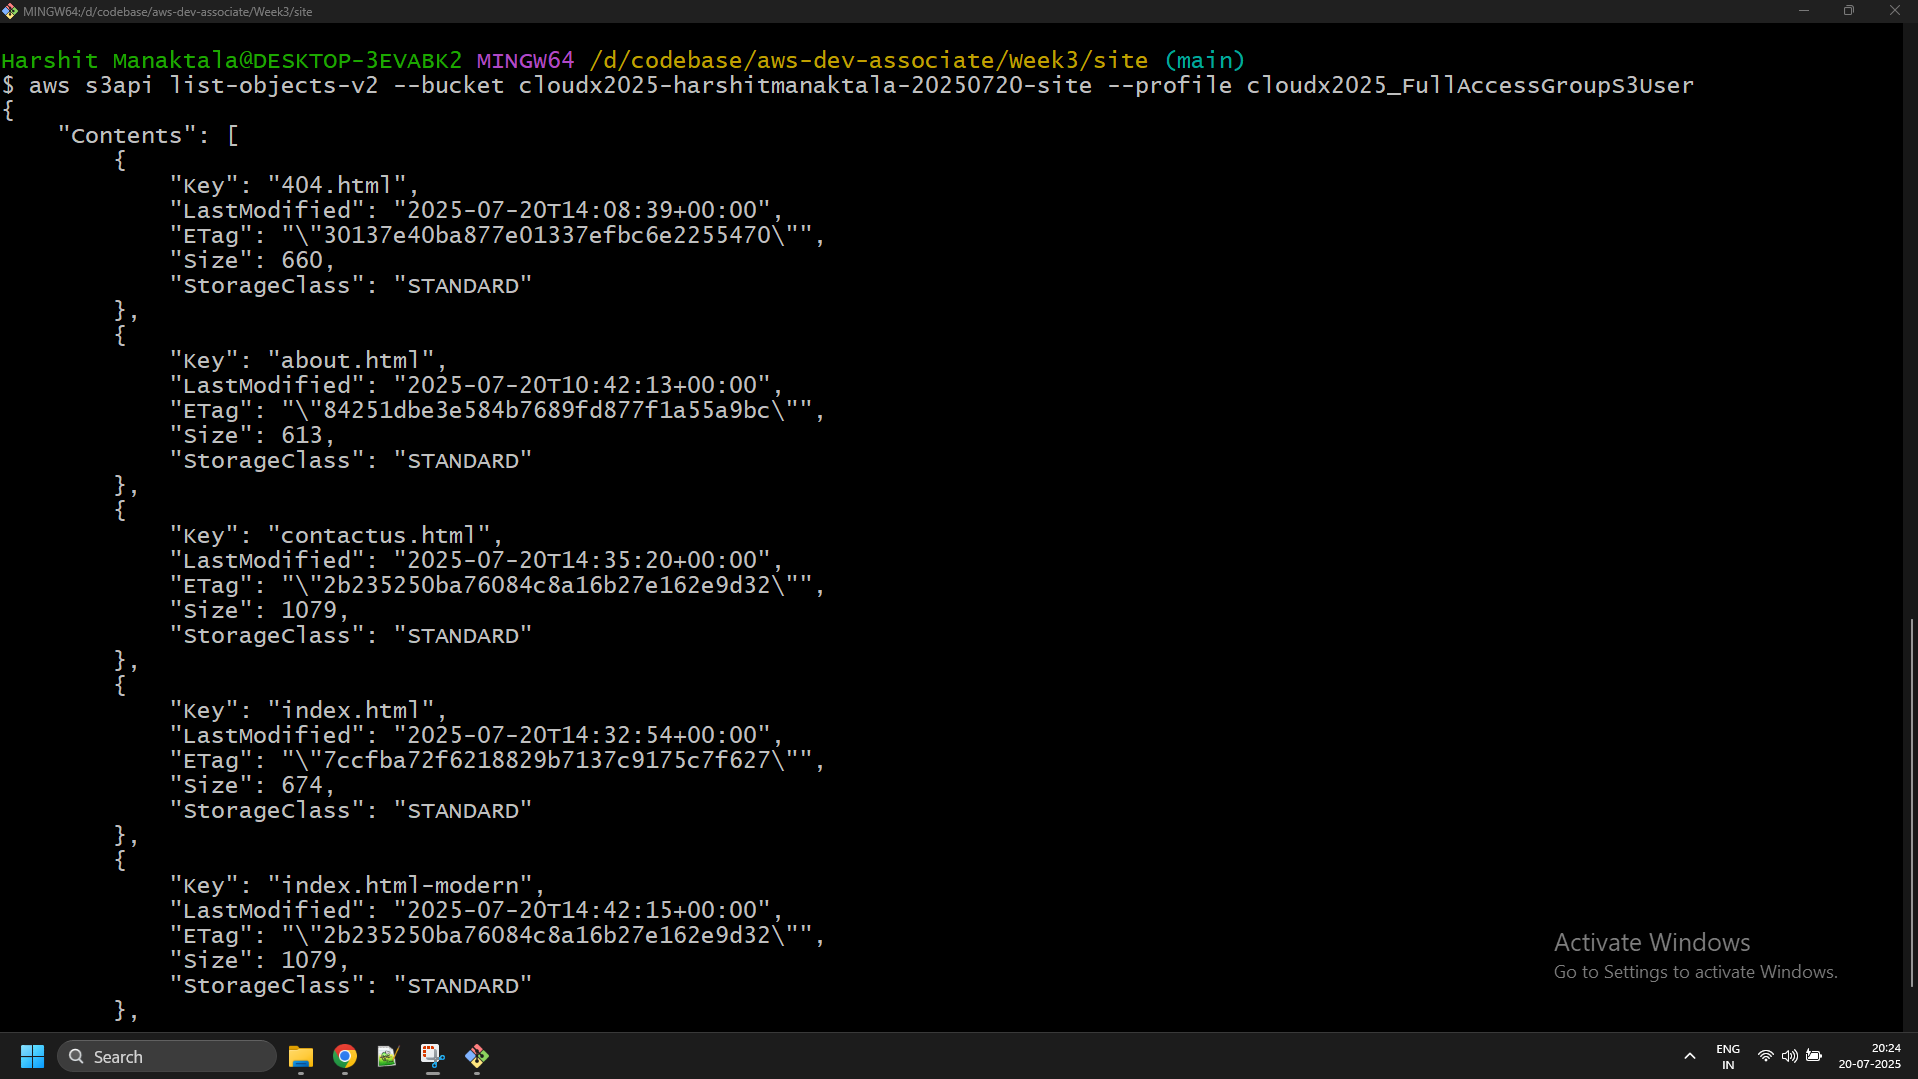 MINGW64:/d/codebase/aws-dev-associate/Week3/site
Harshit Manaktala@DESKTOP-3EVABK2 MINGW64 /d/codebase/aws-dev-associate/Week3/site (main)
$ aws s3api list-objects-v2 --bucket cloudx2025-harshitmanaktala-20250720-site --profile cloudx2025_FullAccessGroupS3User
{
    "Contents": [
        {
            "Key": "404.html",
            "LastModified": "2025-07-20T14:08:39+00:00",
            "ETag": "\"30137e40ba877e01337efbc6e2255470\"",
            "Size": 660,
            "StorageClass": "STANDARD"
        },
        {
            "Key": "about.html",
            "LastModified": "2025-07-20T10:42:13+00:00",
            "ETag": "\"84251dbe3e584b7689fd877f1a55a9bc\"",
            "Size": 613,
            "StorageClass": "STANDARD"
        },
        {
            "Key": "contactus.html",
            "LastModified": "2025-07-20T14:35:20+00:00",
            "ETag": "\"2b235250ba76084c8a16b27e162e9d32\"",
            "Size": 1079,
            "StorageClass": "STANDARD"
        },
        {
            "Key": "index.html",
            "LastModified": "2025-07-20T14:32:54+00:00",
            "ETag": "\"7ccfba72f6218829b7137c9175c7f627\"",
            "Size": 674,
            "StorageClass": "STANDARD"
        },
        {
            "Key": "index.html-modern",
            "LastModified": "2025-07-20T14:42:15+00:00",
            "ETag": "\"2b235250ba76084c8a16b27e162e9d32\"",
            "Size": 1079,
            "StorageClass": "STANDARD"
        },
Activate Windows
Go to Settings to activate Windows.
Search
ENG
IN
20:24
20-07-2025